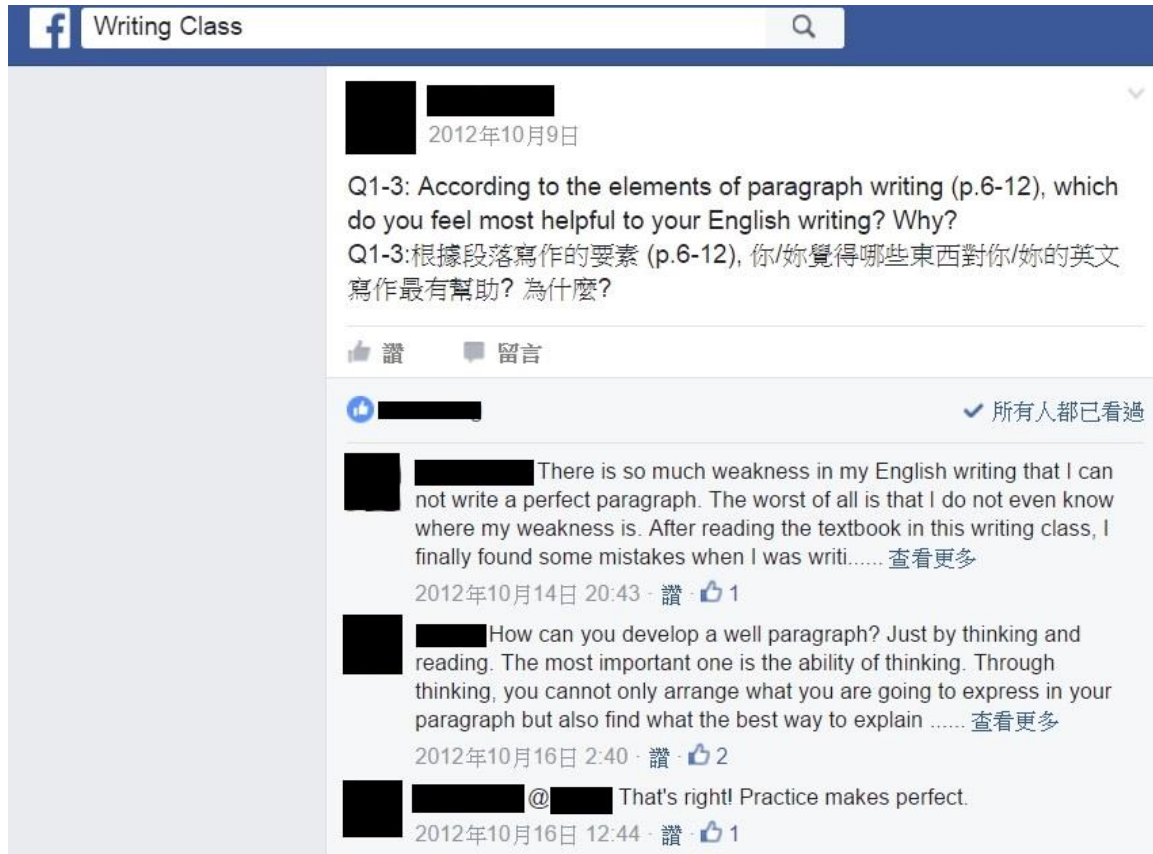 f Writing Class
2012年10月9日
Q1-3: According to the elements of paragraph writing (p.6-12), which
do you feel most helpful to your English writing? Why?
Q1-3:根據段落寫作的要素 (p.6-12), 你/妳覺得哪些東西對你/妳的英文
寫作最有幫助? 為什麼?
讚 留言
所有人都已看過
There is so much weakness in my English writing that I can
not write a perfect paragraph. The worst of all is that I do not even know
where my weakness is. After reading the textbook in this writing class, I
finally found some mistakes when I was writi...... 查看更多
2012年10月14日 20:43 · 讚 · 1
How can you develop a well paragraph? Just by thinking and
reading. The most important one is the ability of thinking. Through
thinking, you cannot only arrange what you are going to express in your
paragraph but also find what the best way to explain ...... 查看更多
2012年10月16日 2:40 · 讚 · 2
@ That's right! Practice makes perfect.
2012年10月16日 12:44 · 讚 · 1